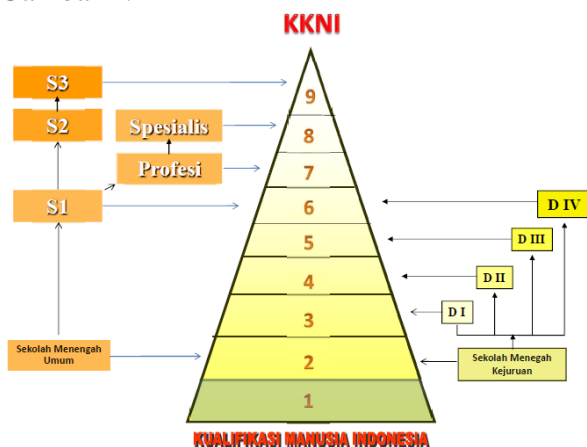 KKNI
S3
S2
Spesialis
Profesi
S1
Sekolah Menengah
Umum
9
8
7
6
5
4
3
2
1
D IV
D III
D II
D I
Sekolah Menegah
Kejuruan
KUALIFIKASI MANUSIA INDONESIA